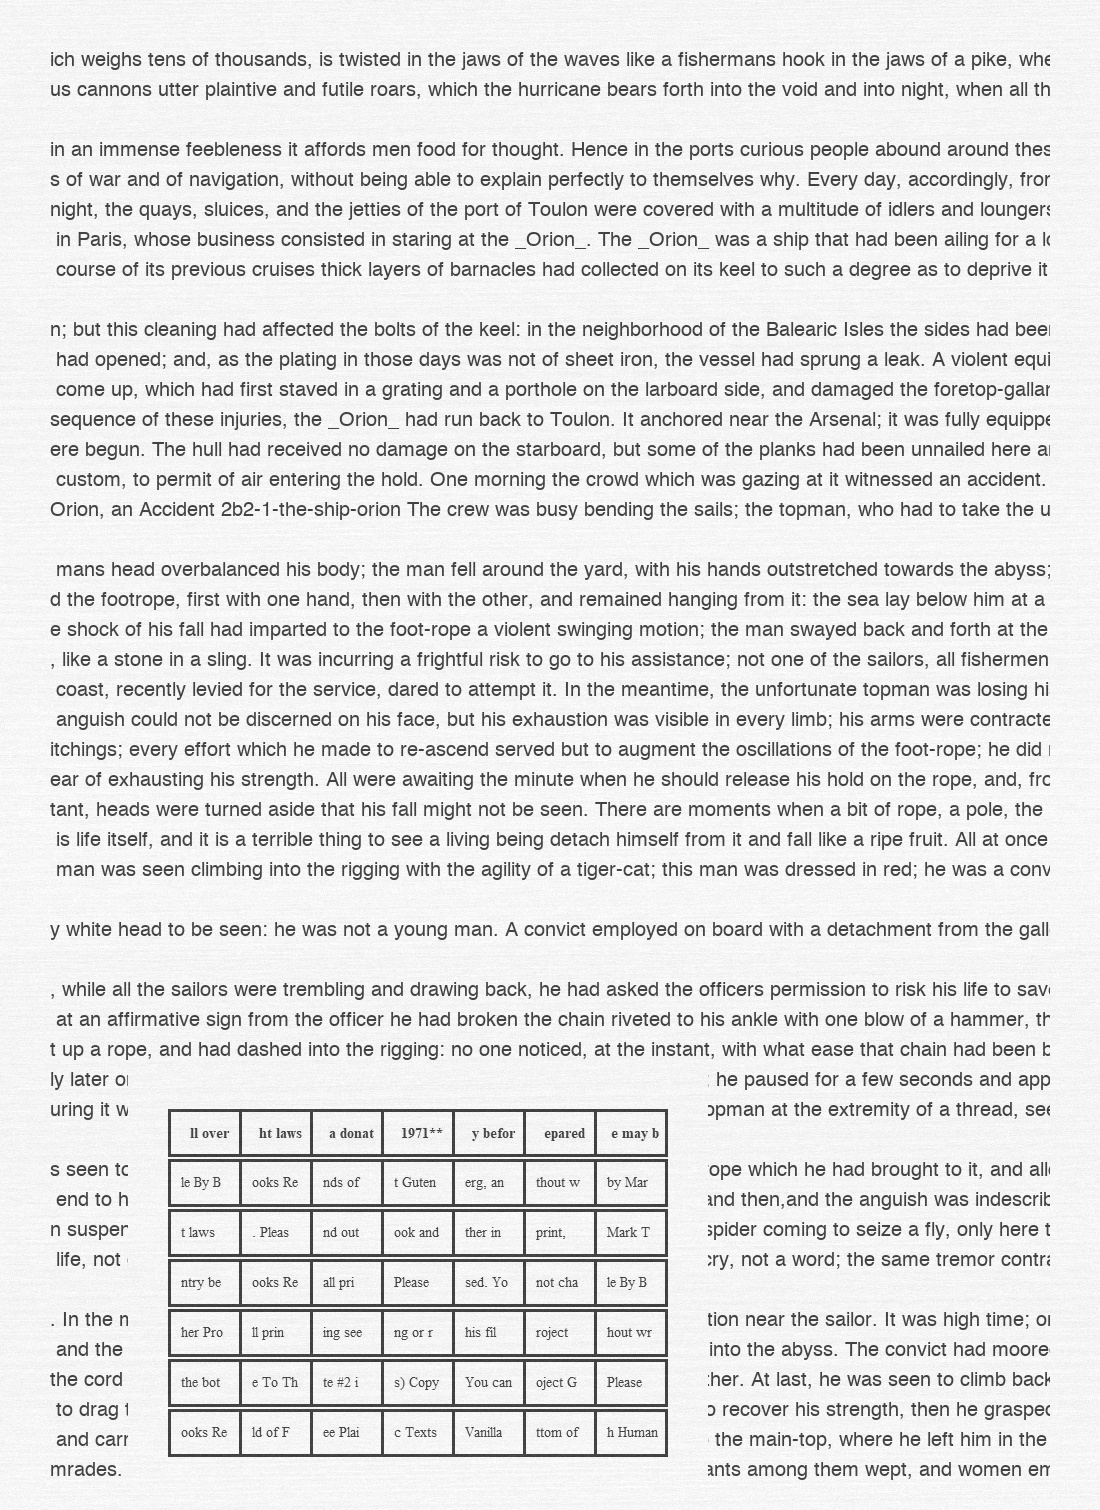 ich weighs tens of thousands, is twisted in the jaws of the waves like a fishermans hook in the jaws of a pike, whe
us cannons utter plaintive and futile roars, which the hurricane bears forth into the void and into night, when all th
in an immense feebleness it affords men food for thought. Hence in the ports curious people abound around thes
s of war and of navigation, without being able to explain perfectly to themselves why. Every day, accordingly, from
night, the quays, sluices, and the jetties of the port of Toulon were covered with a multitude of idlers and loungers
in Paris, whose business consisted in staring at the _Orion_. The _Orion_ was a ship that had been ailing for a lo
course of its previous cruises thick layers of barnacles had collected on its keel to such a degree as to deprive it
n; but this cleaning had affected the bolts of the keel: in the neighborhood of the Balearic Isles the sides had been
had opened; and, as the plating in those days was not of sheet iron, the vessel had sprung a leak. A violent equi
come up, which had first staved in a grating and a porthole on the larboard side, and damaged the foretop-gallan
sequence of these injuries, the _Orion_ had run back to Toulon. It anchored near the Arsenal; it was fully equippe
ere begun. The hull had received no damage on the starboard, but some of the planks had been unnailed here an
custom, to permit of air entering the hold. One morning the crowd which was gazing at it witnessed an accident.
Orion, an Accident 2b2-1-the-ship-orion The crew was busy bending the sails; the topman, who had to take the u
mans head overbalanced his body; the man fell around the yard, with his hands outstretched towards the abyss;
d the footrope, first with one hand, then with the other, and remained hanging from it: the sea lay below him at a
e shock of his fall had imparted to the foot-rope a violent swinging motion; the man swayed back and forth at the
, like a stone in a sling. It was incurring a frightful risk to go to his assistance; not one of the sailors, all fishermen
coast, recently levied for the service, dared to attempt it. In the meantime, the unfortunate topman was losing hi
anguish could not be discerned on his face, but his exhaustion was visible in every limb; his arms were contracte
itchings; every effort which he made to re-ascend served but to augment the oscillations of the foot-rope; he did
ear of exhausting his strength. All were awaiting the minute when he should release his hold on the rope, and, fro
tant, heads were turned aside that his fall might not be seen. There are moments when a bit of rope, a pole, the
is life itself, and it is a terrible thing to see a living being detach himself from it and fall like a ripe fruit. All at once
man was seen climbing into the rigging with the agility of a tiger-cat; this man was dressed in red; he was a conv
y white head to be seen: he was not a young man. A convict employed on board with a detachment from the gall
, while all the sailors were trembling and drawing back, he had asked the officers permission to risk his life to save
at an affirmative sign from the officer he had broken the chain riveted to his ankle with one blow of a hammer, th
t up a rope, and had dashed into the rigging: no one noticed, at the instant, with what ease that chain had been b
ly later o he paused for a few seconds and app
uring it w opman at the extremity of a thread, see
s seen to rope which he had brought to it, and all
end to h and then,and the anguish was indescrib
n suspen spider coming to seize a fly, only here t
life, not cry, not a word; the same tremor contra
. In the m tion near the sailor. It was high time; on
and the into the abyss. The convict had moore
the cord ther. At last, he was seen to climb back
to drag t o recover his strength, then he grasped
and carr the main-top, where he left him in the
mrades. ants among them wept, and women em
ll over ht laws a donat 1971** y befor epared e may b
le By B ooks Re nds of t Guten erg, an thout w by Mar
t laws . Pleas nd out ook and ther in print, Mark T
ntry be ooks Re all pri Please sed. Yo not cha le By B
her Pro ll prin ing see ng or r his fil roject hout wr
the bot e To Th te #2 i s) Copy You can oject G Please
ooks Re ld of F ee Plai c Texts Vanilla ttom of h Human